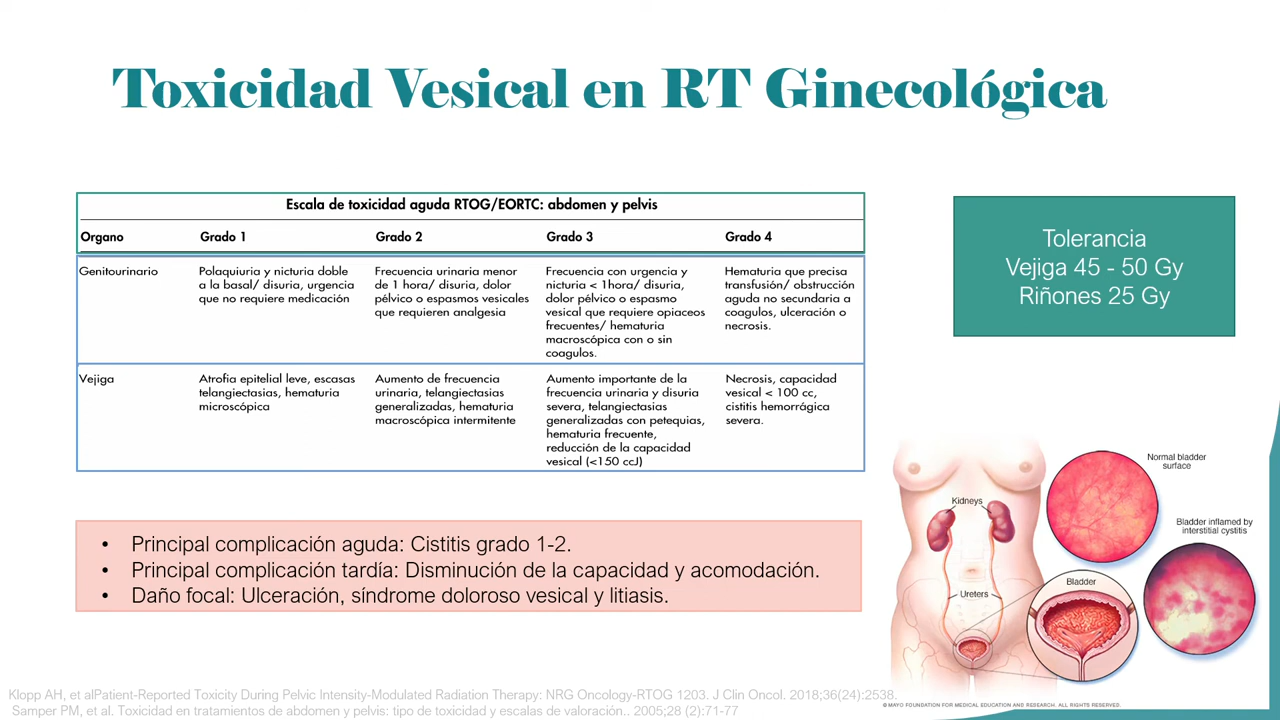 Toxicidad Vesical en RT Ginecológica
Escala de toxicidad aguda RTOG/EORTC: abdomen y pelvis
Organo Grado 1 Grado 2 Grado 3 Grado 4
Genitourinario
Polaquiuria y nicturia doble
a la basal/ disuria, urgencia
que no requiere medicación
Frecuencia urinaria menor
de 1 hora/ disuria, dolor
pélvico o espasmos vesicales
que requieren analgesia
Frecuencia con urgencia y
nicturia < 1hora/ disuria,
dolor pélvico o espasmo
vesical que requiere opiaceos
frecuentes/ hematuria
macroscópica con o sin
coagulos.
Hematuria que precisa
transfusión/ obstrucción
aguda no secundaria a
coagulos, ulceración o
necrosis.
Vejiga
Atrofia epitelial leve, escasas
telangiectasias, hematuria
microscópica
Aumento de frecuencia
urinaria, telangiectasias
generalizadas, hematuria
macroscópica intermitente
Aumento importante de la
frecuencia urinaria y disuria
severa, telangiectasias
generalizadas con petequias,
hematuria frecuente,
reducción de la capacidad
vesical (<150 ccJ)
Necrosis, capacidad
vesical < 100 cc,
cistitis hemorrágica
severa.
Tolerancia
Vejiga 45 - 50 Gy
Riñones 25 Gy
• Principal complicación aguda: Cistitis grado 1-2.
• Principal complicación tardía: Disminución de la capacidad y acomodación.
• Daño focal: Ulceración, síndrome doloroso vesical y litiasis.
Normal bladder
surface
Kidneys
Bladder inflamed by
interstitial cystitis
Bladder
Ureters
© MAYO FOUNDATION FOR MEDICAL EDUCATION AND RESEARCH. ALL RIGHTS RESERVED.
Klopp AH, et alPatient-Reported Toxicity During Pelvic Intensity-Modulated Radiation Therapy: NRG Oncology-RTOG 1203. J Clin Oncol. 2018;36(24):2538.
Samper PM, et al. Toxicidad en tratamientos de abdomen-pelvis: tipo de toxicidad y escalas de valoración.. 2005;28 (2):71-77